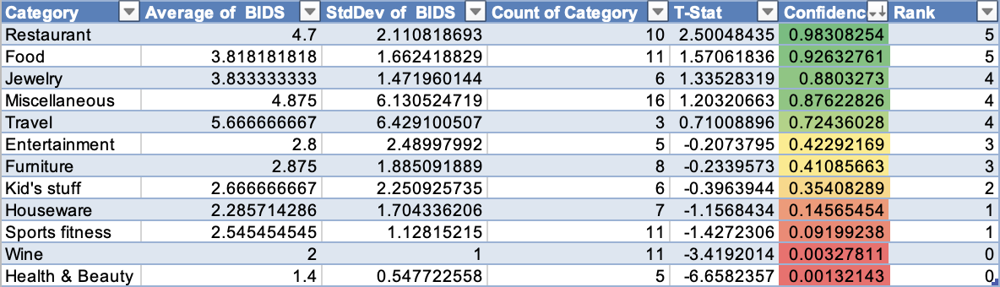 Category Average of BIDS StdDev of BIDS Count of Category T-Stat Confidenc Rank
Restaurant 4.7 2.110818693 10 2.50048435 0.98308254 5
Food 3.818181818 1.662418829 11 1.57061836 0.92632761 5
Jewelry 3.833333333 1.471960144 6 1.33528319 0.8803273 4
Miscellaneous 4.875 6.130524719 16 1.20320663 0.87622826 4
Travel 5.666666667 6.429100507 3 0.71008896 0.72436028 4
Entertainment 2.8 2.48997992 5 -0.2073795 0.42292169 3
Furniture 2.875 1.885091889 8 -0.2339573 0.41085663 3
Kid's stuff 2.666666667 2.250925735 6 -0.3963944 0.35408289 2
Houseware 2.285714286 1.704336206 7 -1.1568434 0.14565454 1
Sports fitness 2.545454545 1.12815215 11 -1.4272306 0.09199238 1
Wine 2 1 11 -3.4192014 0.00327811 0
Health & Beauty 1.4 0.547722558 5 -6.6582357 0.00132143 0